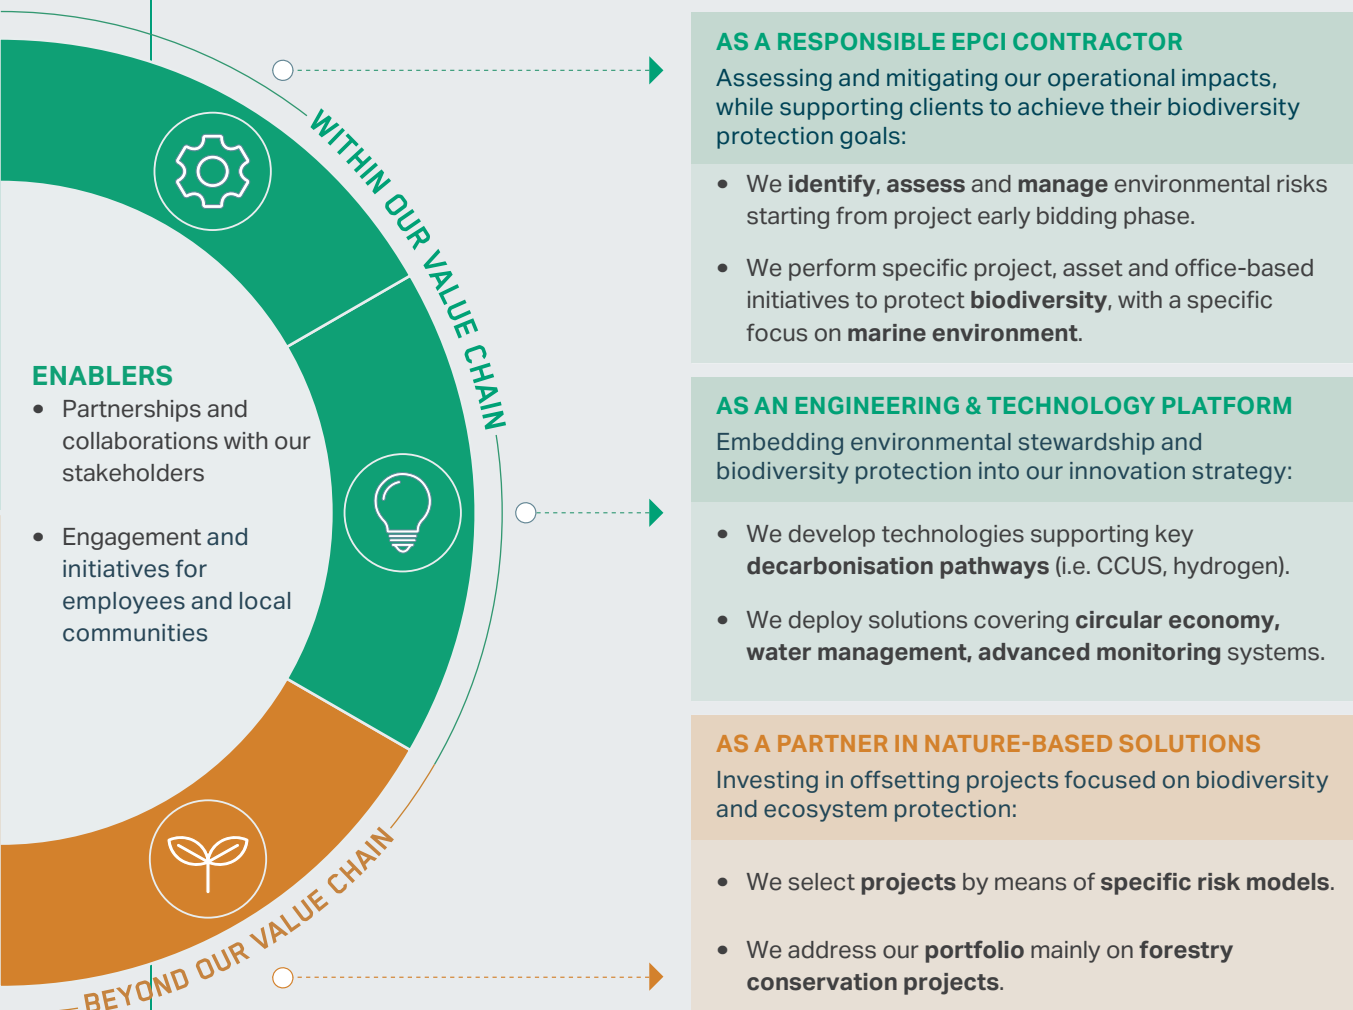 WITHIN OUR VALUE CHAIN
ENABLERS
• Partnerships and
collaborations with our
stakeholders
• Engagement and
initiatives for
employees and local
communities
BEYOND OUR VALUE CHAIN
AS A RESPONSIBLE EPCI CONTRACTOR
Assessing and mitigating our operational impacts,
while supporting clients to achieve their biodiversity
protection goals:
• We identify, assess and manage environmental risks
starting from project early bidding phase.
• We perform specific project, asset and office-based
initiatives to protect biodiversity, with a specific
focus on marine environment.
AS AN ENGINEERING & TECHNOLOGY PLATFORM
Embedding environmental stewardship and
biodiversity protection into our innovation strategy:
• We develop technologies supporting key
decarbonisation pathways (i.e. CCUS, hydrogen).
• We deploy solutions covering circular economy,
water management, advanced monitoring systems.
AS A PARTNER IN NATURE-BASED SOLUTIONS
Investing in offsetting projects focused on biodiversity
and ecosystem protection:
• We select projects by means of specific risk models.
• We address our portfolio mainly on forestry
conservation projects.